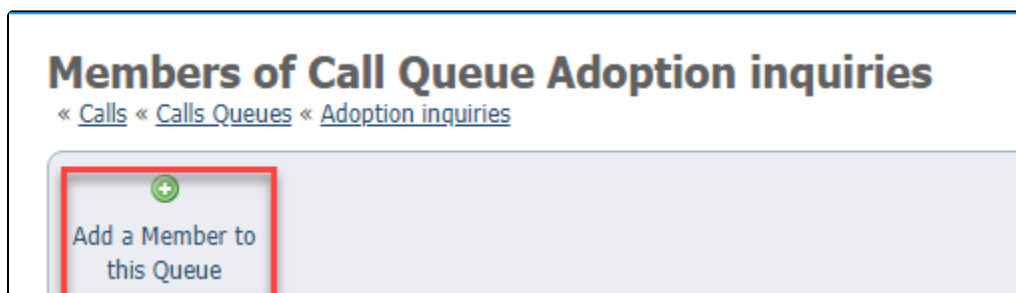 Members of Call Queue Adoption inquiries
« Calls « Calls Queues « Adoption inquiries
Add a Member to
this Queue